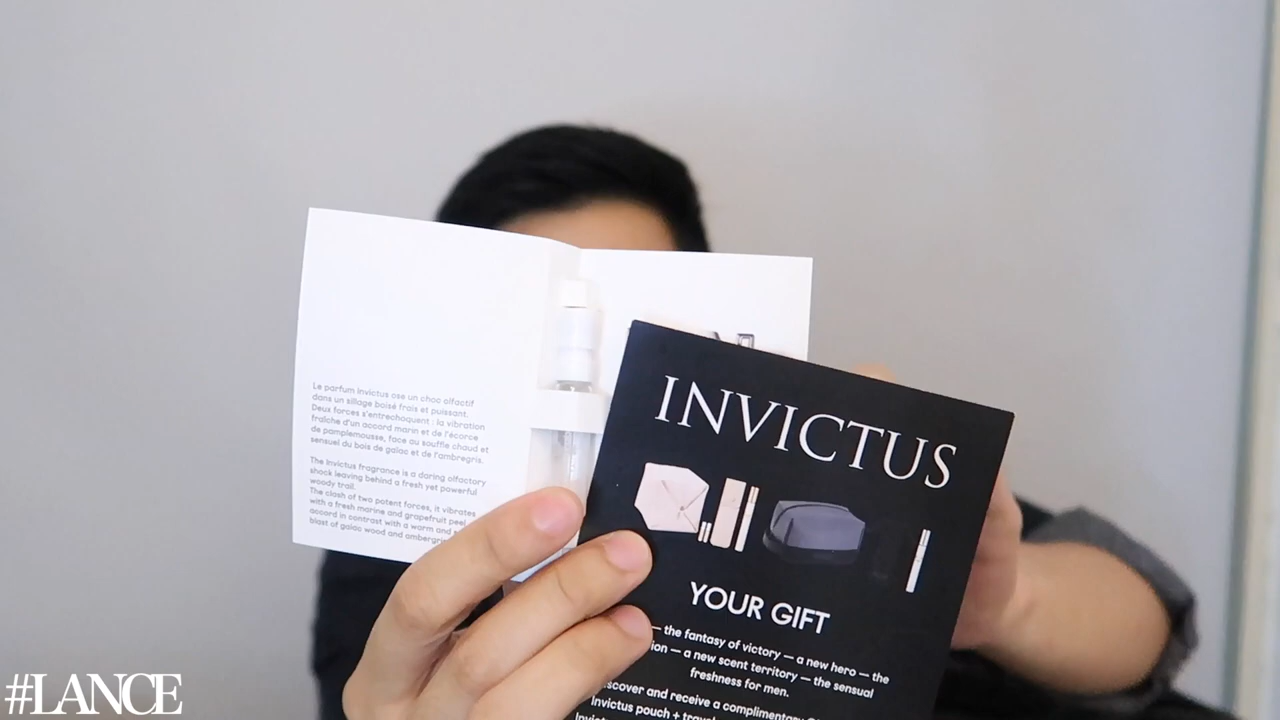 Le parfum Invictus ose un choc olfactif
dans un sillage boisé frais et puissant.
Deux forces s'entrechoquent : la vibration
fraîche d'un accord marin et de l'écorce
de pamplemousse, face au souffle chaud et
sensuel du bois de gaïac et de l'ambregris.
The Invictus fragrance is a daring olfactory
shock leaving behind a fresh yet powerful
woody trail.
The clash of two potent forces, it vibrates
with a fresh marine and grapefruit peel
accord in contrast with a warm and
blast of gaiac wood and
INVICTUS
YOUR GIFT
— the fantasy of victory — a new hero — the
— a new scent territory — the sensual
freshness for men.
and receive a complimentary
Invictus pouch +
#LANCE